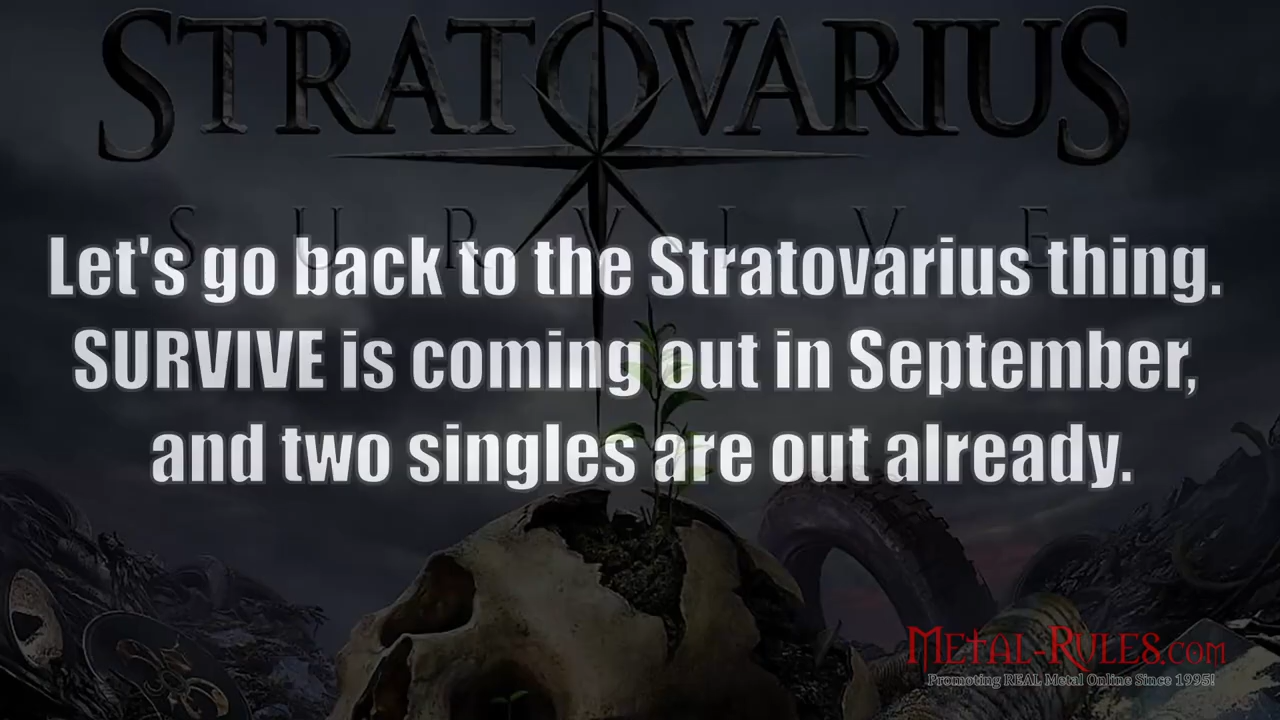 STRATOVARIUS
SURVIVE
Let's go back to the Stratovarius thing.
SURVIVE is coming out in September,
and two singles are out already.
METAL-RULES.COM
Promoting REAL Metal Online Since 1995!